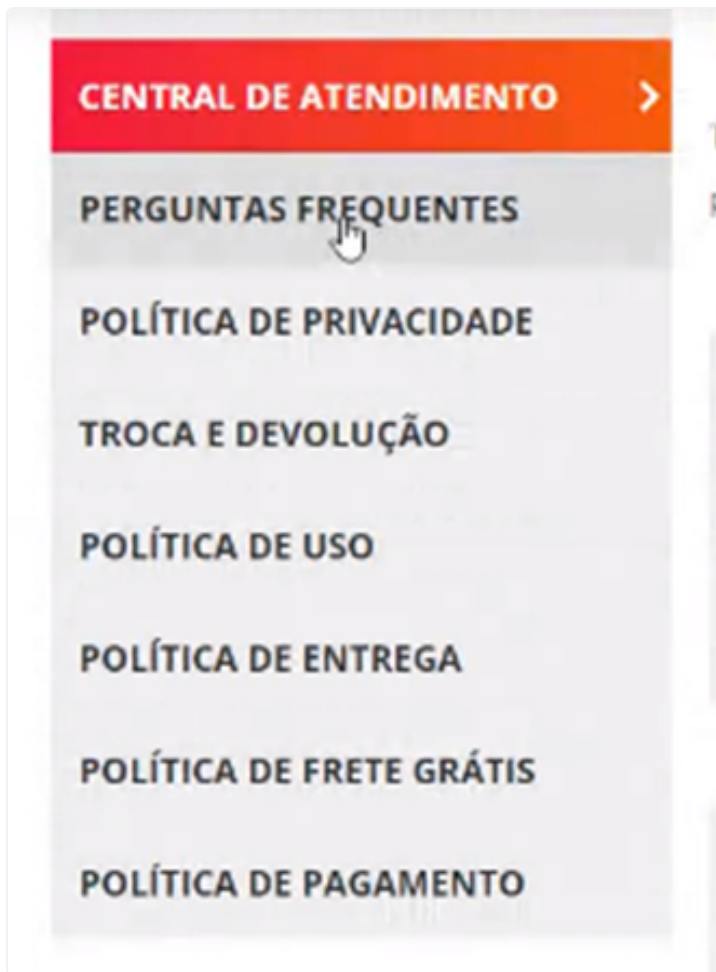 CENTRAL DE ATENDIMENTO
PERGUNTAS FREQUENTES
POLÍTICA DE PRIVACIDADE
TROCA E DEVOLUÇÃO
POLÍTICA DE USO
POLÍTICA DE ENTREGA
POLÍTICA DE FRETE GRÁTIS
POLÍTICA DE PAGAMENTO